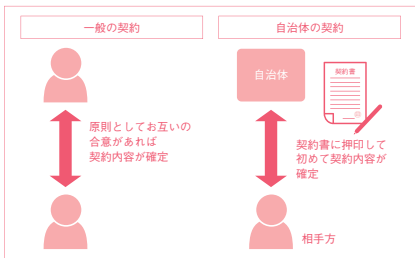 一般の契約
自治体の契約
原則としてお互いの
合意があれば
契約内容が確定
自治体
契約書
契約書に押印して
初めて契約内容が
確定
相手方